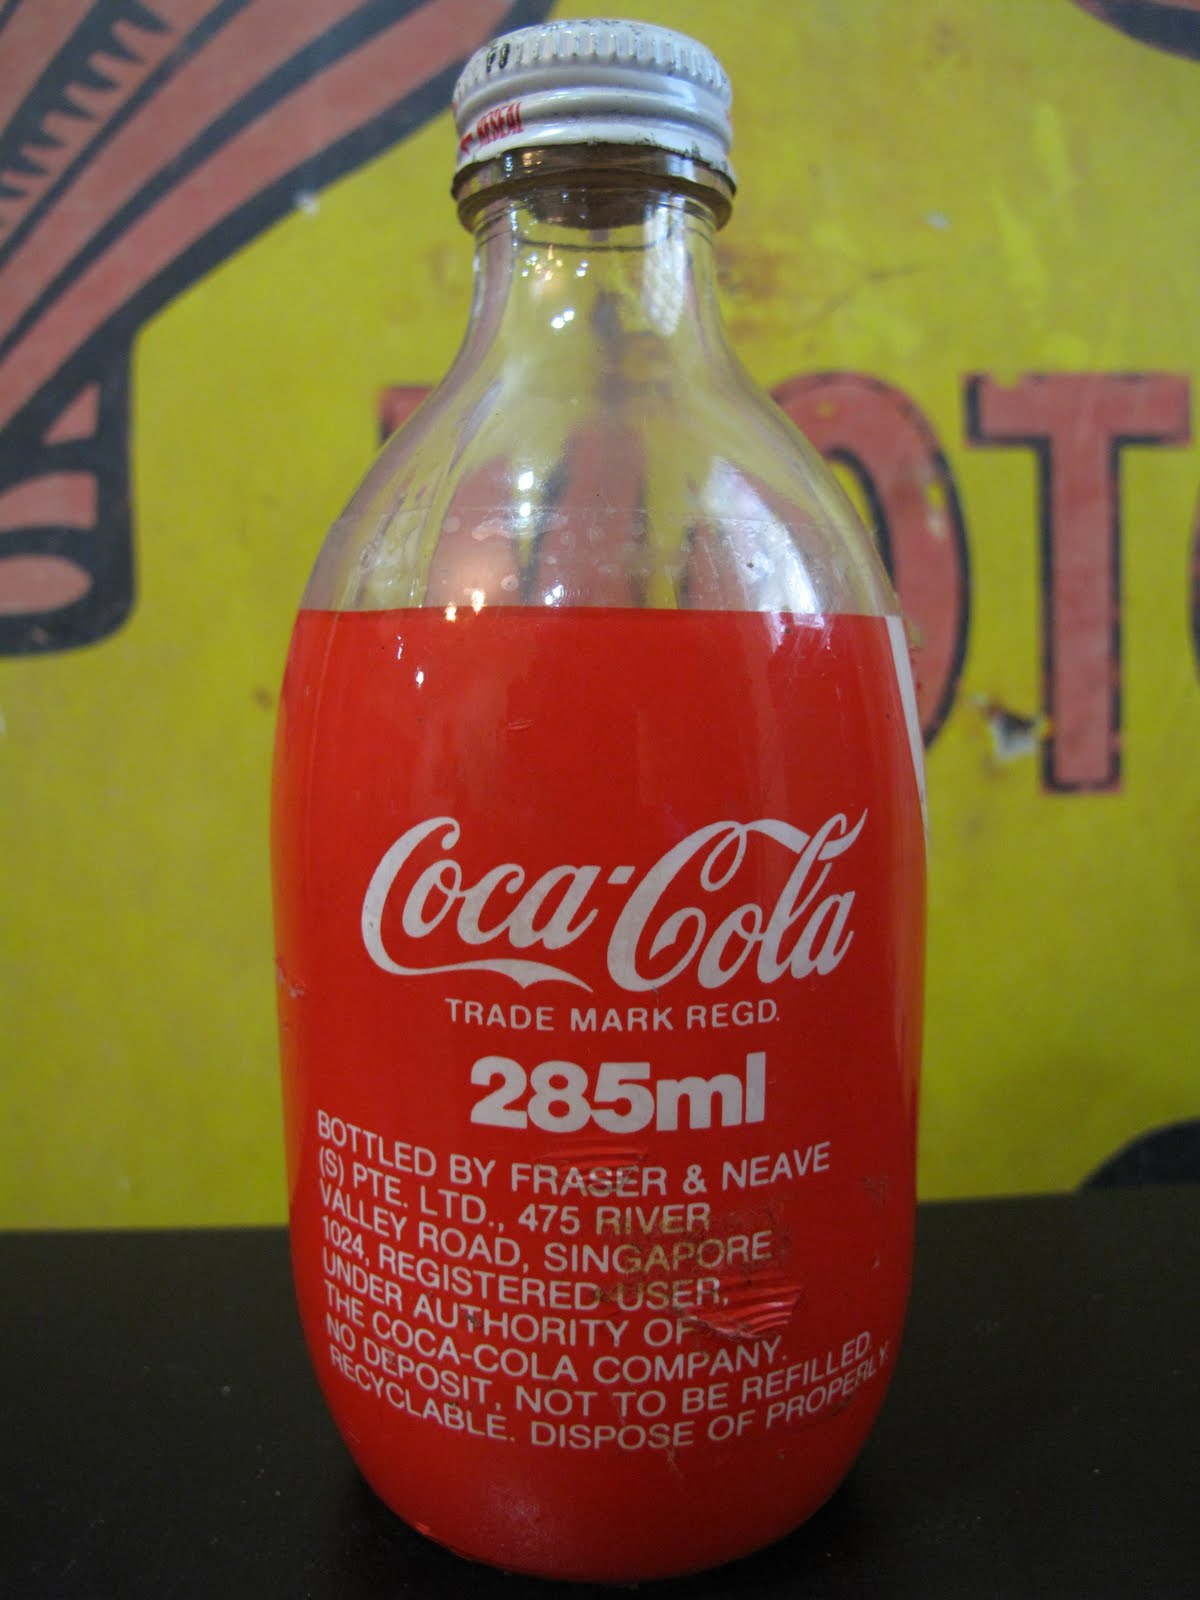 OT
Coca-Cola
TRADE MARK REGD.
285ml
BOTTLED BY FRASER & NEAVE
(S) PTE. LTD., 475 RIVER
VALLEY ROAD, SINGAPORE
1024, REGISTERED USER,
UNDER AUTHORITY OF
THE COCA-COLA COMPANY.
NO DEPOSIT, NOT TO BE REFILLED.
RECYCLABLE. DISPOSE OF PROPERLY